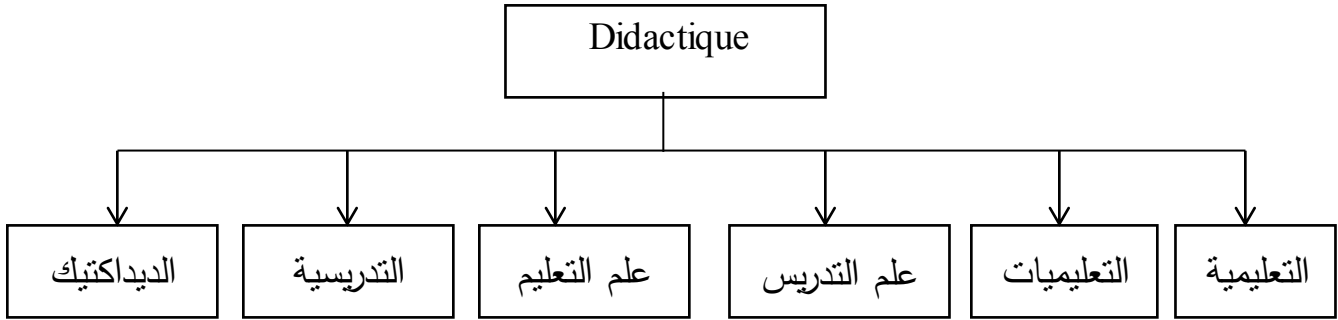 Didactique
التعليمية
التعليميات
علم التدريس
علم التعليم
التدريسية
الديداكتيك